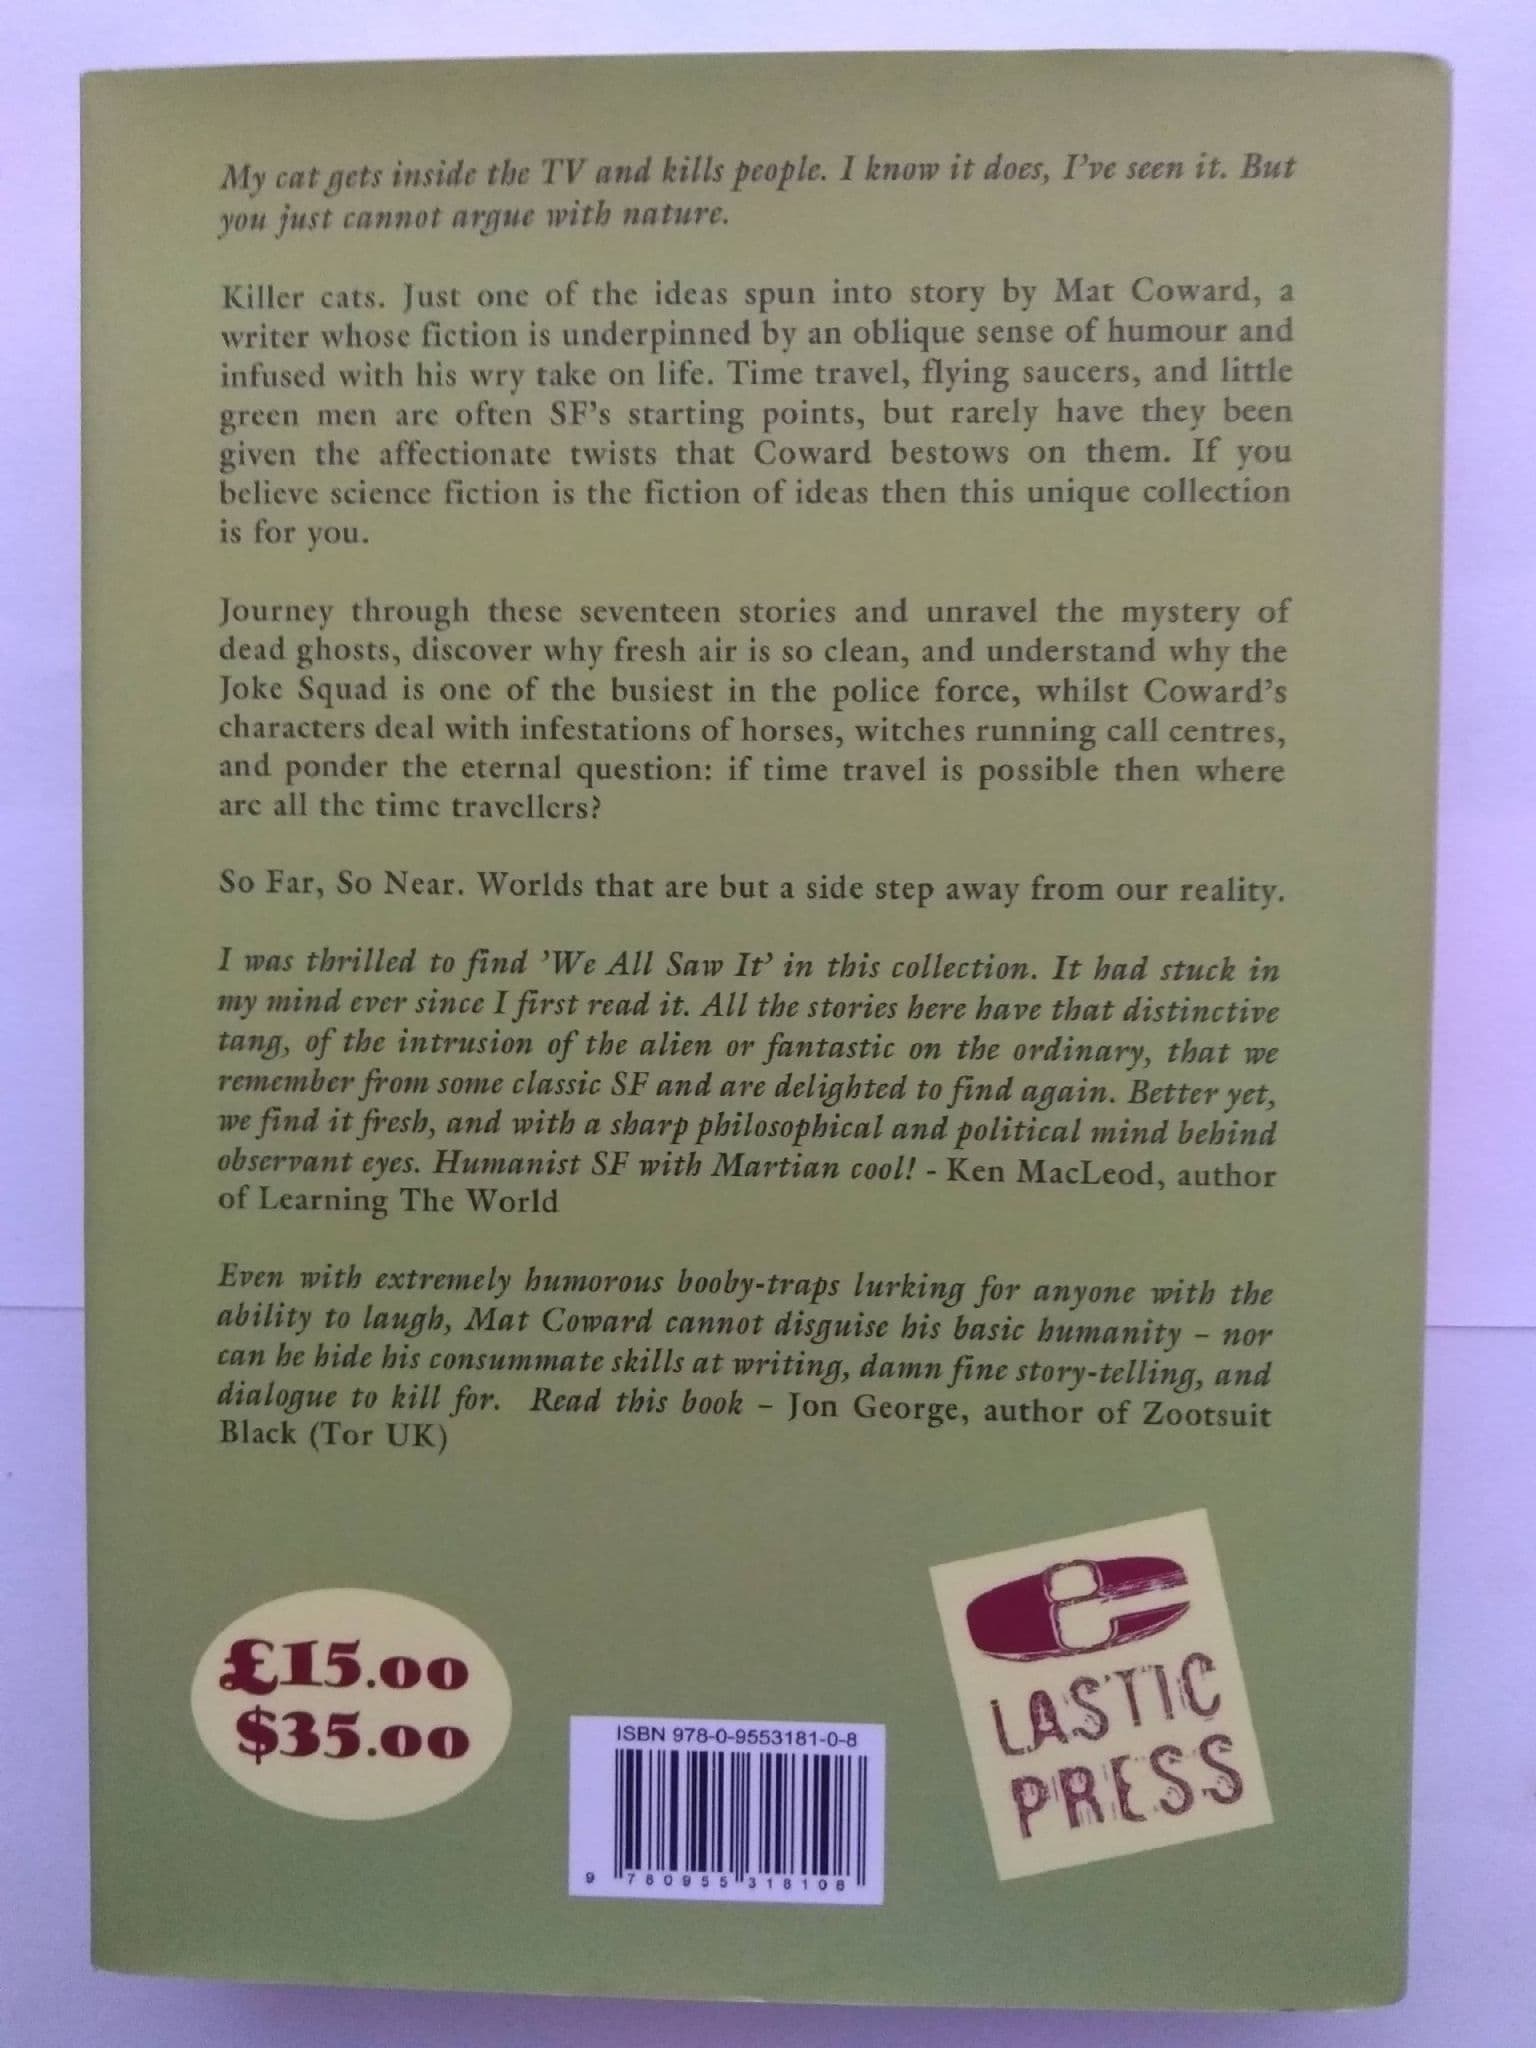 My cat gets inside the TV and kills people. I know it does, I've seen it. But
you just cannot argue with nature.
Killer cats. Just one of the ideas spun into story by Mat Coward, a
writer whose fiction is underpinned by an oblique sense of humour and
infused with his wry take on life. Time travel, flying saucers, and little
green men are often SF's starting points, but rarely have they been
given the affectionate twists that Coward bestows on them. If you
believe science fiction is the fiction of ideas then this unique collection
is for you.
Journey through these seventeen stories and unravel the mystery of
dead ghosts, discover why fresh air is so clean, and understand why the
Joke Squad is one of the busiest in the police force, whilst Coward's
characters deal with infestations of horses, witches running call centres,
and ponder the eternal question: if time travel is possible then where
are all the time travellers?
So Far, So Near. Worlds that are but a side step away from our reality.
I was thrilled to find 'We All Saw It' in this collection. It had stuck in
my mind ever since I first read it. All the stories here have that distinctive
tang, of the intrusion of the alien or fantastic on the ordinary, that we
remember from some classic SF and are delighted to find again. Better yet,
we find it fresh, and with a sharp philosophical and political mind behind
observant eyes. Humanist SF with Martian cool! - Ken MacLeod, author
of Learning The World
Even with extremely humorous booby-traps lurking for anyone with the
ability to laugh, Mat Coward cannot disguise his basic humanity – nor
can he hide his consummate skills at writing, damn fine story-telling, and
dialogue to kill for. Read this book – Jon George, author of Zootsuit
Black (Tor UK)
£15.00
$35.00
ISBN 978-0-9553181-0-8
9 780955 318108
E
LASTIC
PRESS